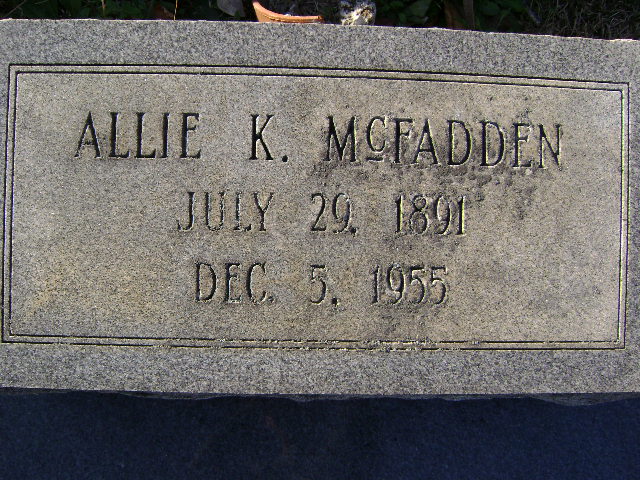 ALLIE K. McFADDEN
JULY 29, 1891
DEC. 5, 1955